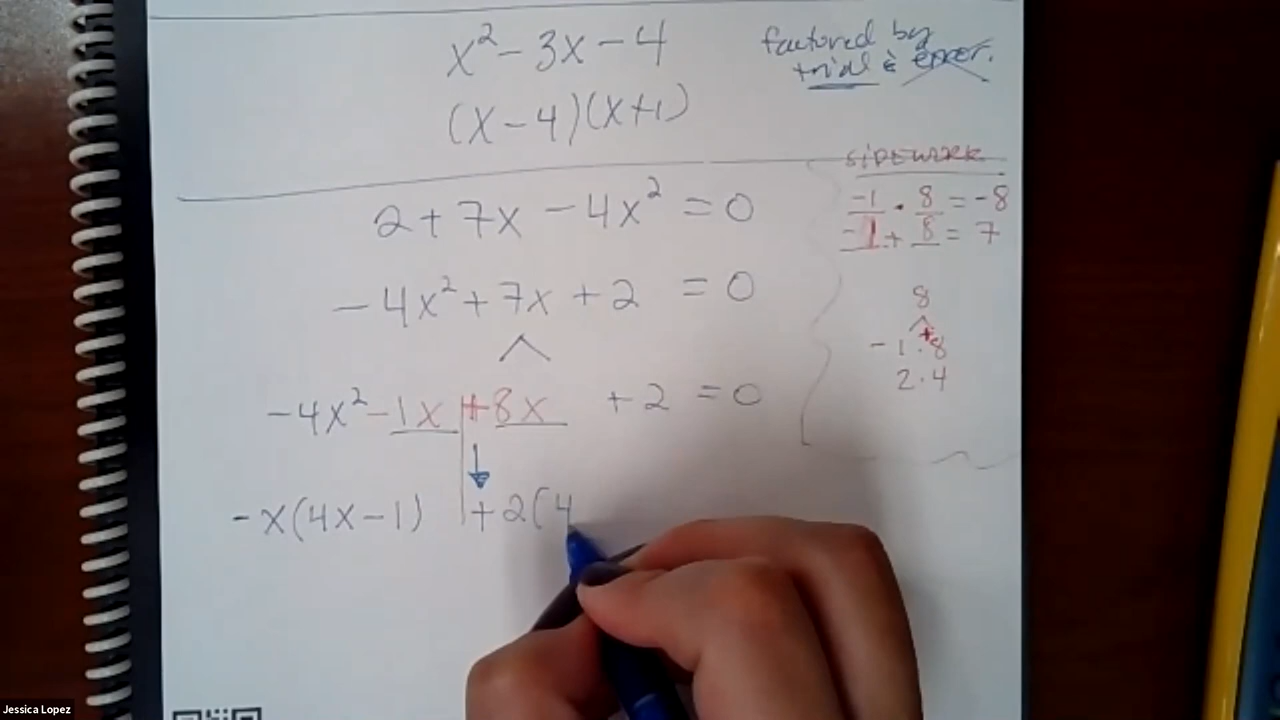 x² - 3x - 4
factored by
trial & error.
(x - 4)(x+1)
SIDEWORK
-1 · 8 = -8
-1 + 8 = 7
2 + 7x - 4x² = 0
-4x² + 7x + 2 = 0
8
-1 · +8
2 · 4
-4x² - 1x + 8x + 2 = 0
-x(4x - 1) + 2(4
Jessica Lopez